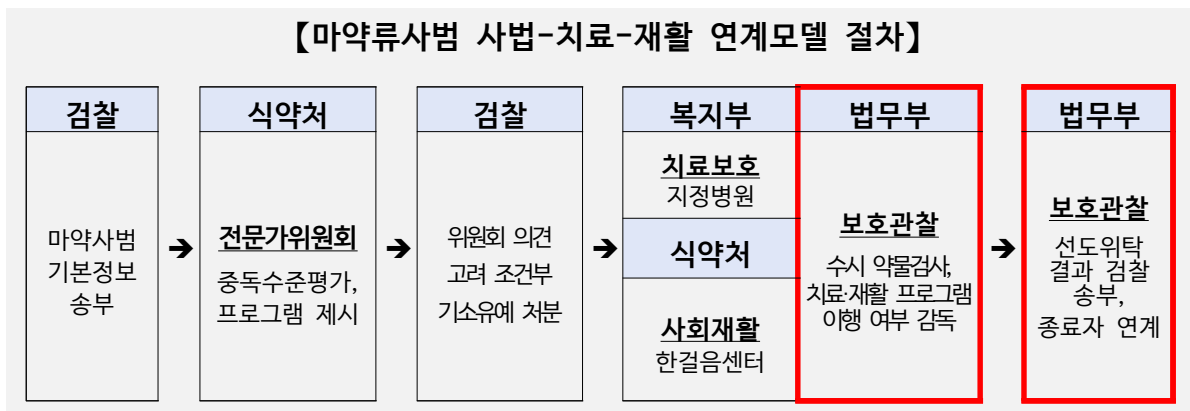 【마약류사범 사법-치료-재활 연계모델 절차】
검찰
마약사범
기본정보
송부
➔
식약처
전문가위원회
중독수준평가,
프로그램 제시
➔
검찰
위원회 의견
고려 조건부
기소유예 처분
➔
복지부
치료보호
지정병원
식약처
사회재활
한걸음센터
법무부
보호관찰
수시 약물검사,
치료·재활 프로그램
이행 여부 감독
➔
법무부
보호관찰
선도위탁
결과 검찰
송부,
종료자 연계